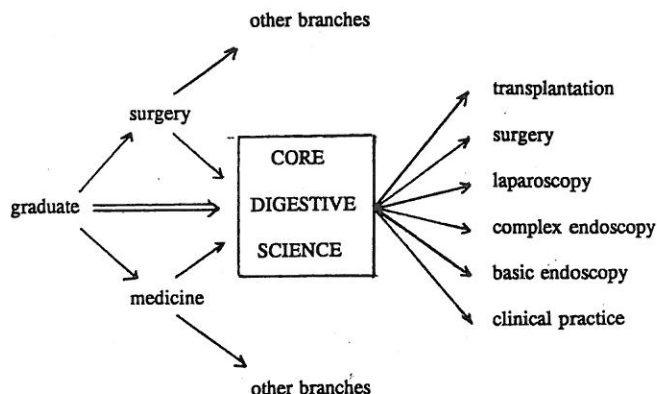 other branches
surgery
graduate
medicine
other branches
CORE
DIGESTIVE
SCIENCE
transplantation
surgery
laparoscopy
complex endoscopy
basic endoscopy
clinical practice